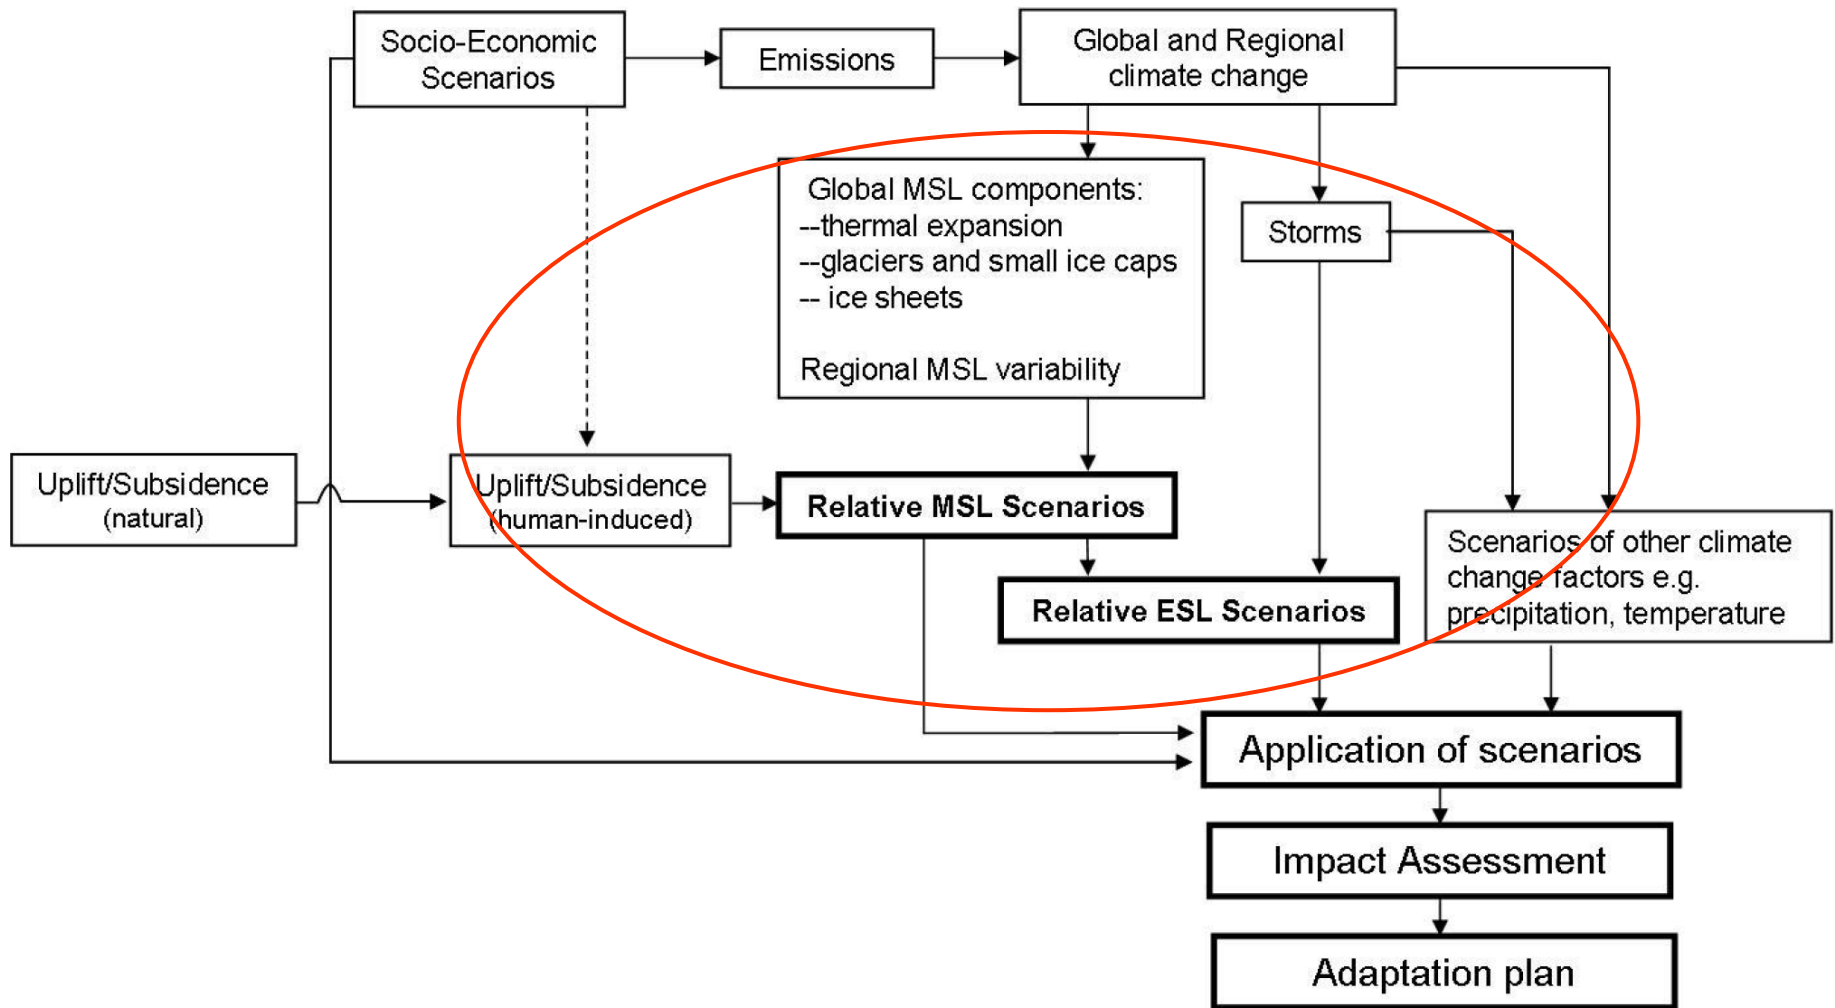 Socio-Economic
Scenarios
Emissions
Global and Regional
climate change
Global MSL components:
--thermal expansion
--glaciers and small ice caps
-- ice sheets
Regional MSL variability
Storms
Uplift/Subsidence
(natural)
Uplift/Subsidence
(human-induced)
Relative MSL Scenarios
Relative ESL Scenarios
Scenarios of other climate
change factors e.g.
precipitation, temperature
Application of scenarios
Impact Assessment
Adaptation plan